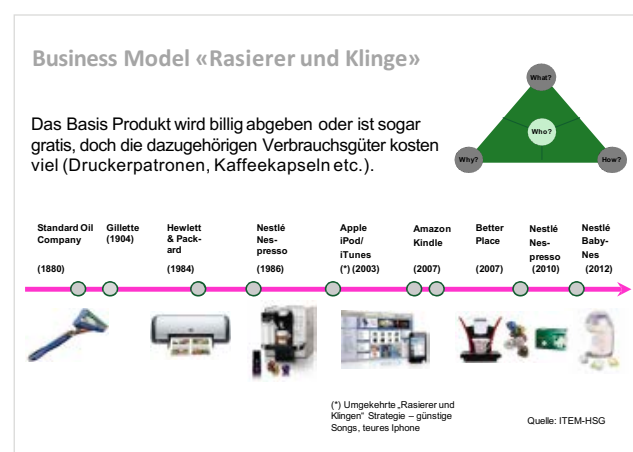 Business Model «Rasierer und Klinge»
What?
Who?
Why?
How?
Das Basis Produkt wird billig abgeben oder ist sogar
gratis, doch die dazugehörigen Verbrauchsgüter kosten
viel (Druckerpatronen, Kaffeekapseln etc.).
Standard Oil
Company
(1880)
Gillette
(1904)
Hewlett
& Pack-
ard
(1984)
Nestlé
Nes-
presso
(1986)
Apple
iPod/
iTunes
(*) (2003)
Amazon
Kindle
(2007)
Better
Place
(2007)
Nestlé
Nes-
presso
(2010)
Nestlé
Baby-
Nes
(2012)
(*) Umgekehrte „Rasierer und
Klingen“ Strategie – günstige
Songs, teures Iphone
Quelle: ITEM-HSG